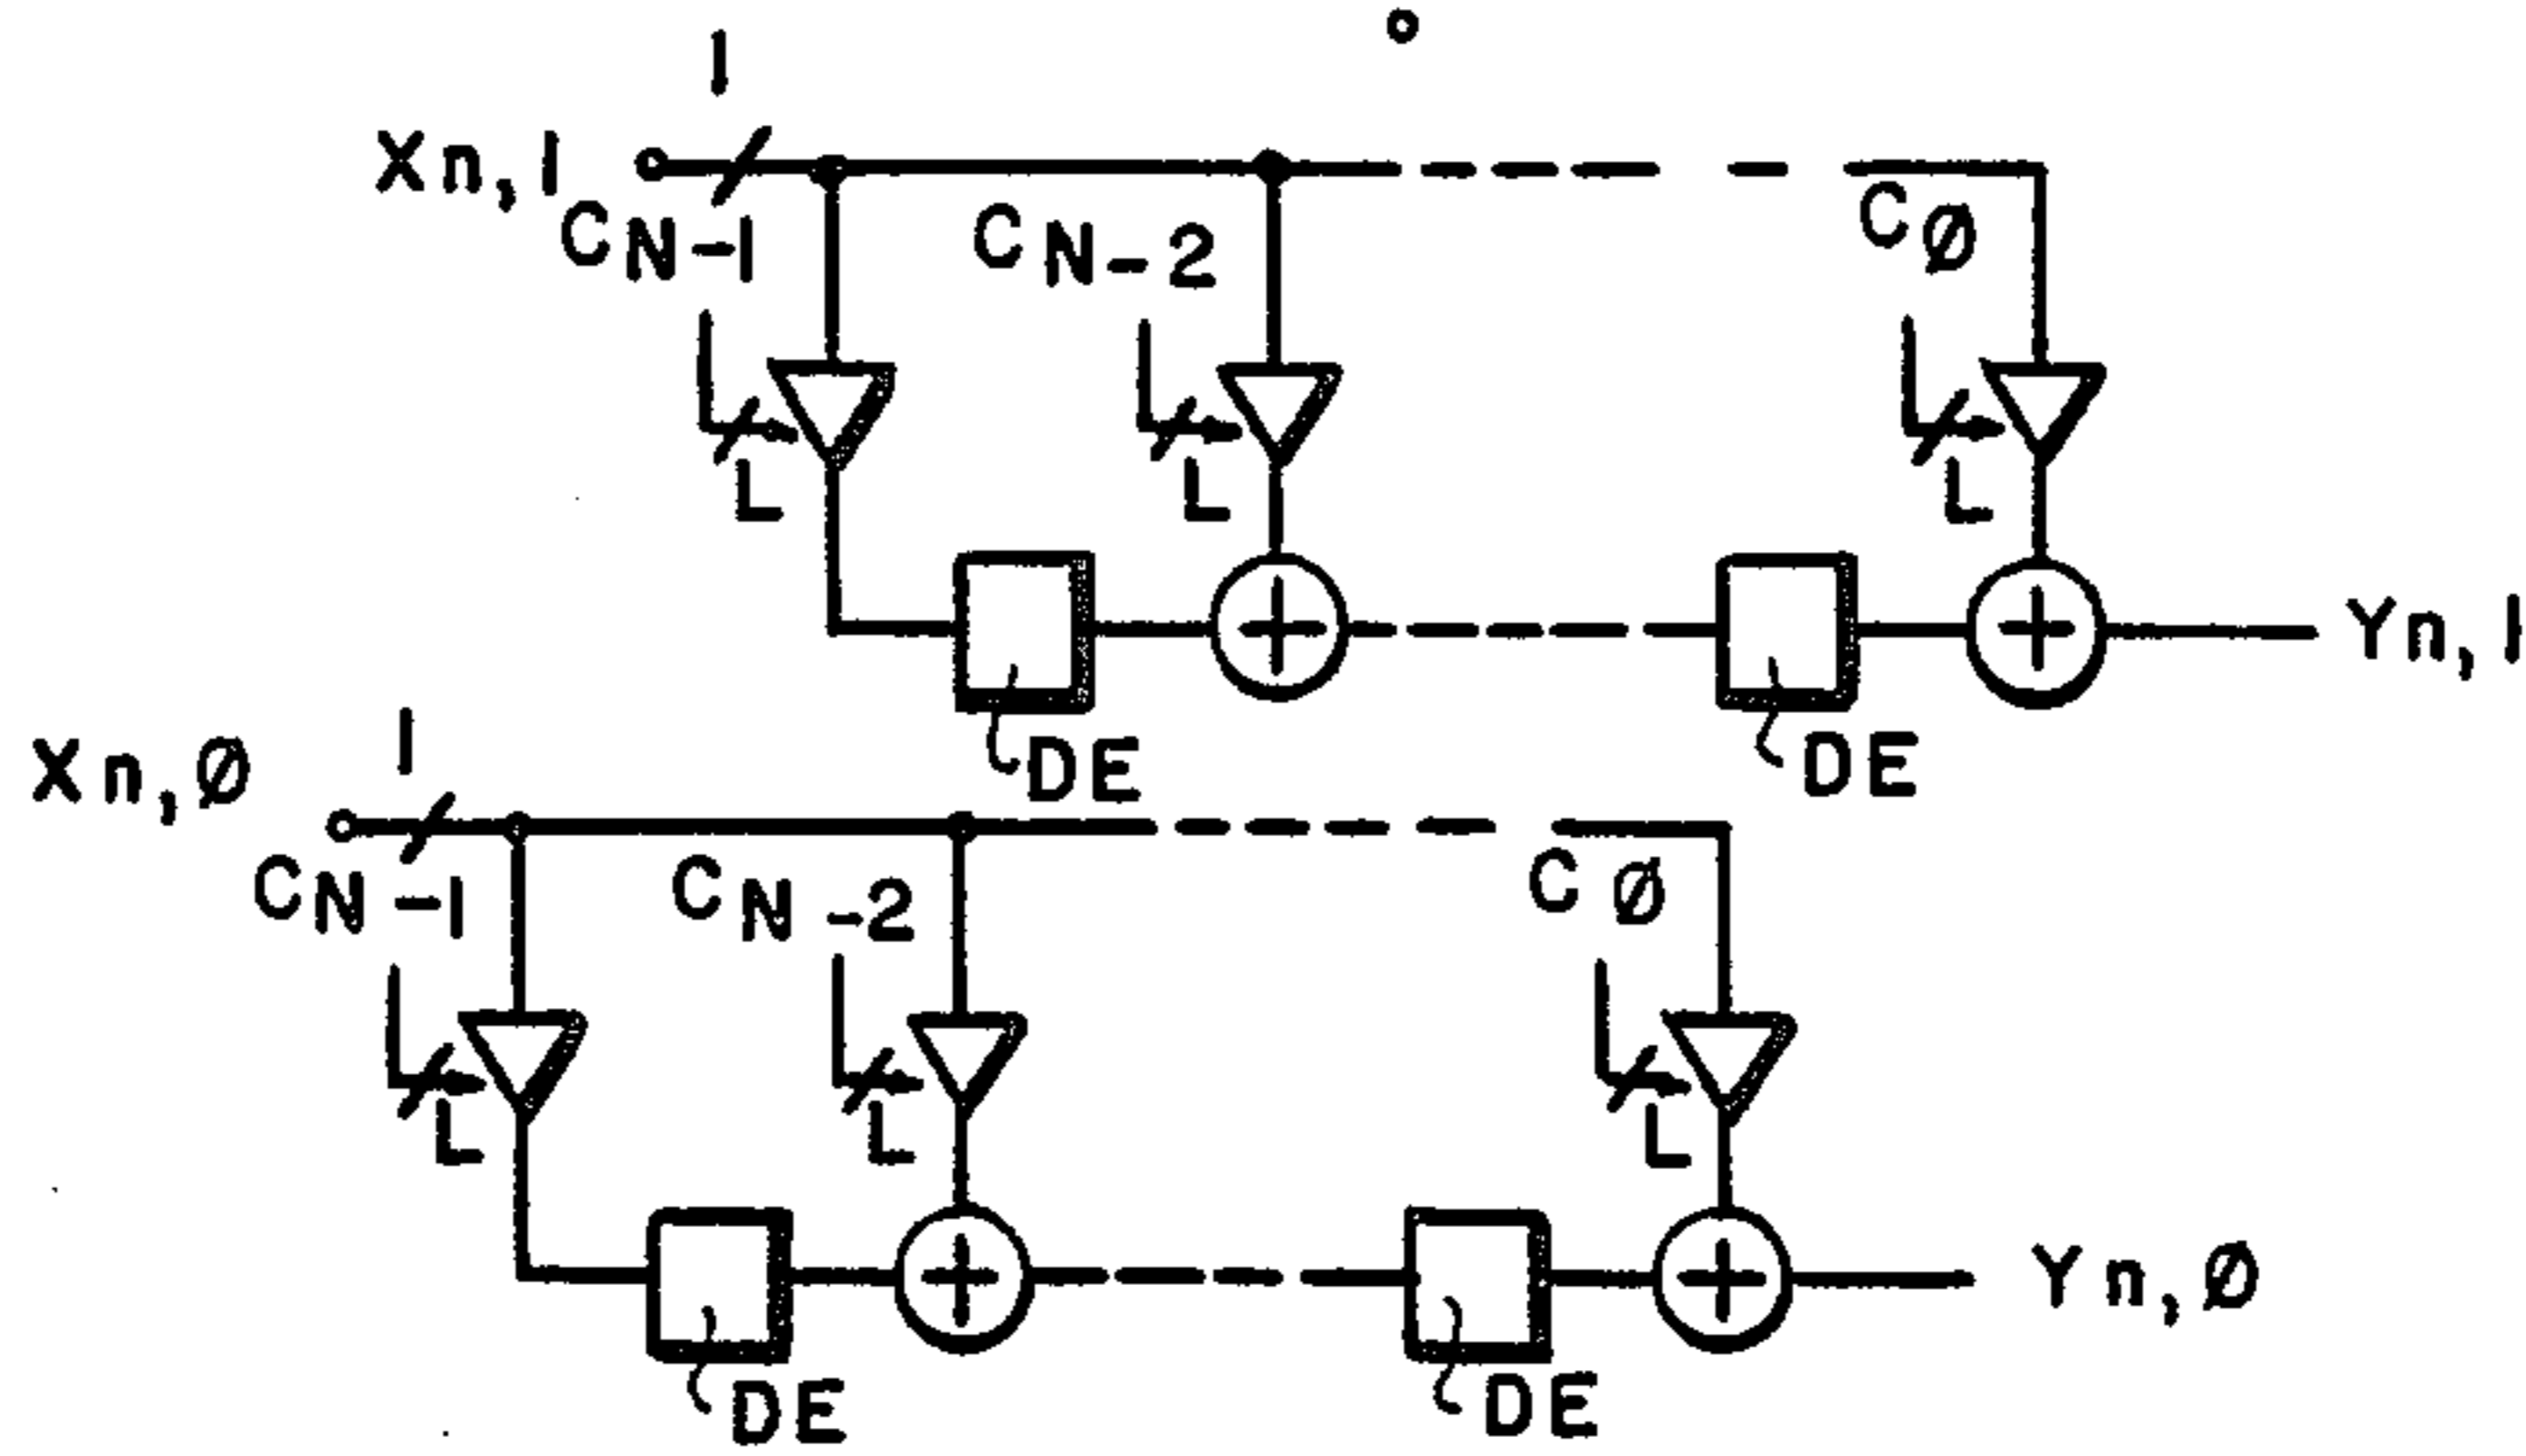 1
Xn,1
CN-1 CN-2 CØ
L L L
Yn,1
DE DE
1
Xn,Ø
CN-1 CN-2 CØ
L L L
Yn,Ø
DE DE